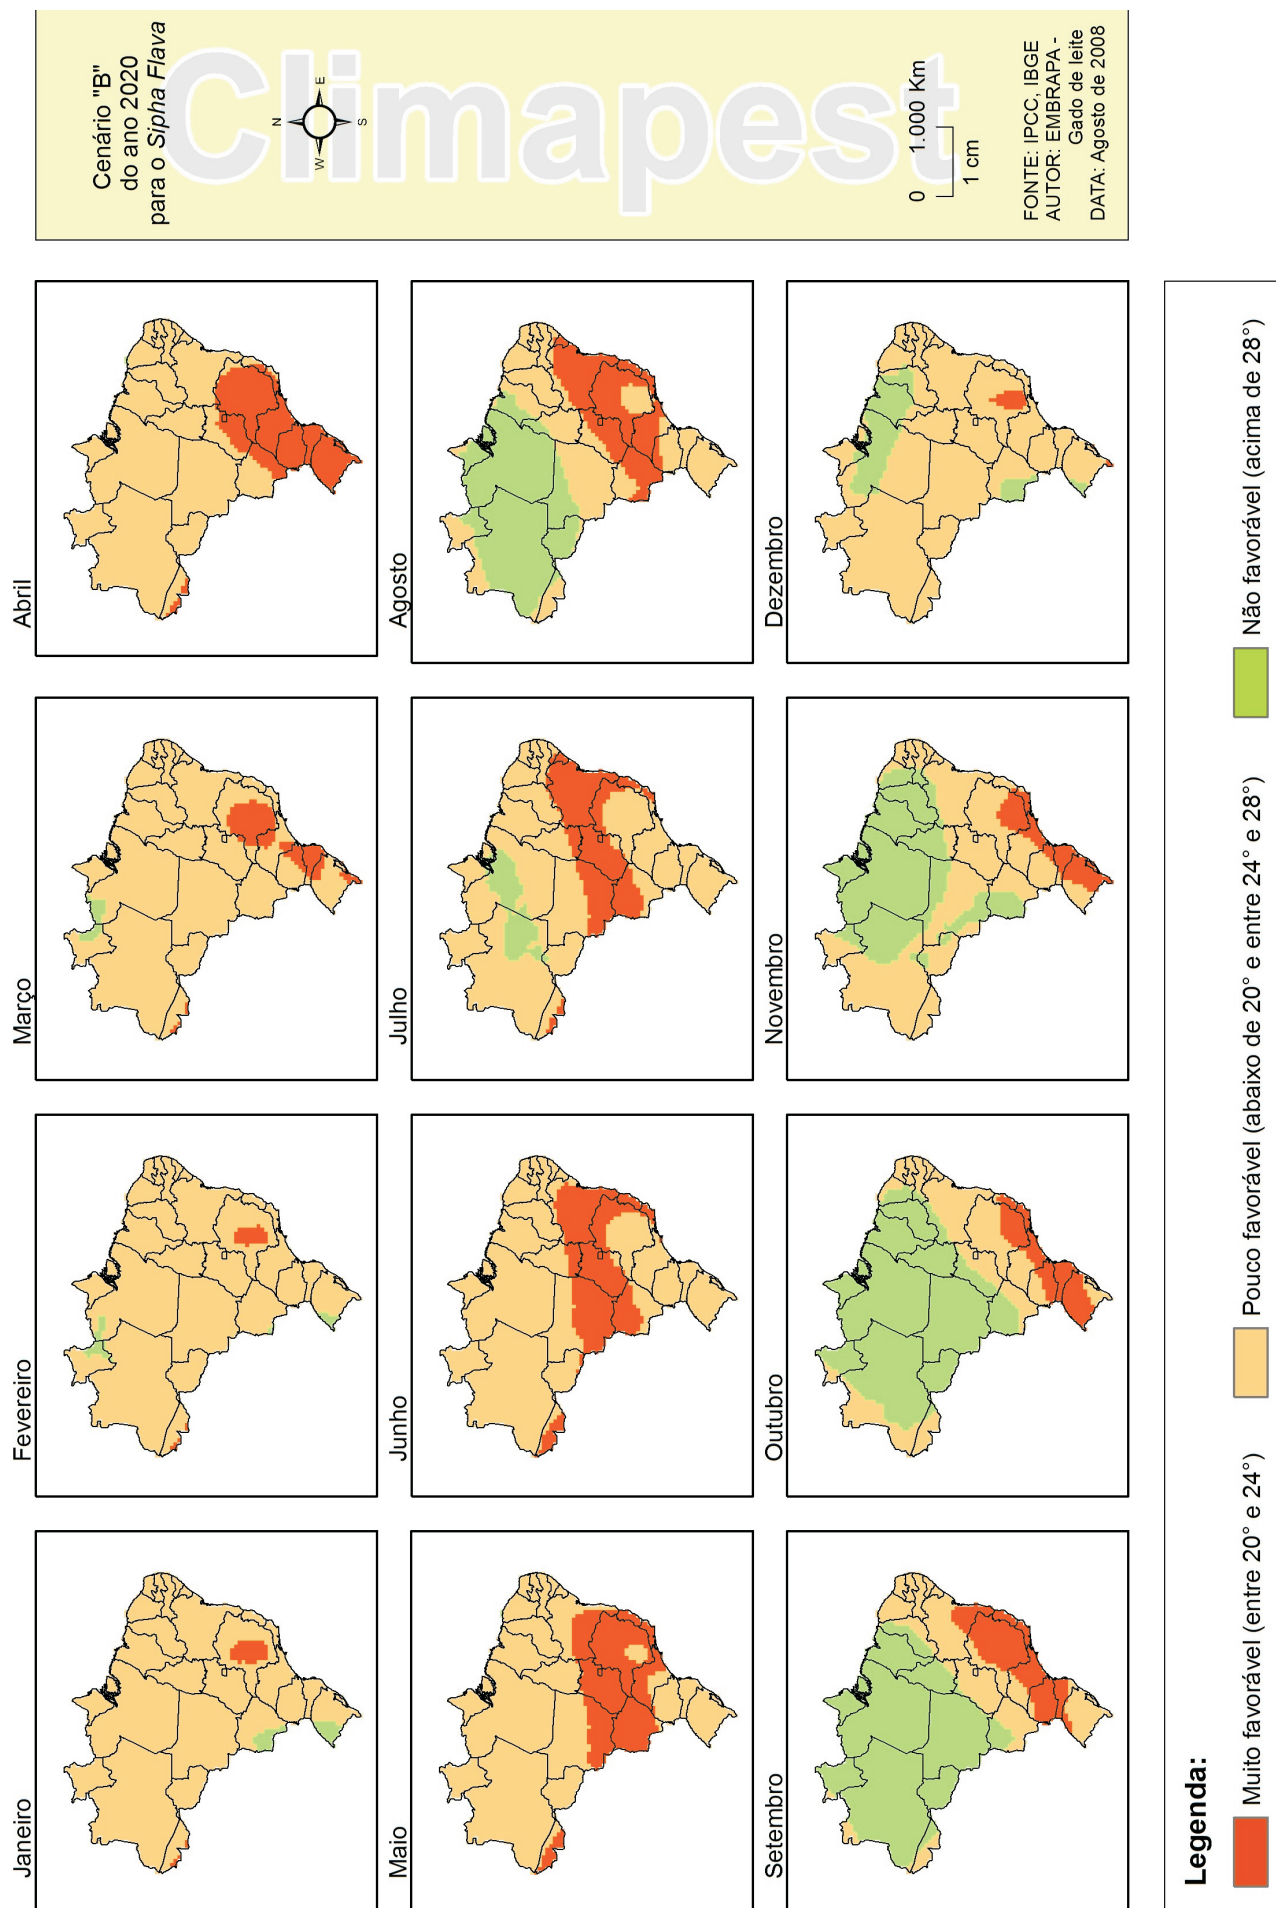 Janeiro
Fevereiro
Março
Abril
Maio
Junho
Julho
Agosto
Setembro
Outubro
Novembro
Dezembro
Climapest
Cenário "B"
do ano 2020
para o Sipha Flava
N
W
E
S
0 1.000 Km
1 cm
FONTE: IPCC, IBGE
AUTOR: EMBRAPA -
Gado de leite
DATA: Agosto de 2008
Legenda:
Muito favorável (entre 20° e 24°)
Pouco favorável (abaixo de 20° e entre 24° e 28°)
Não favorável (acima de 28°)